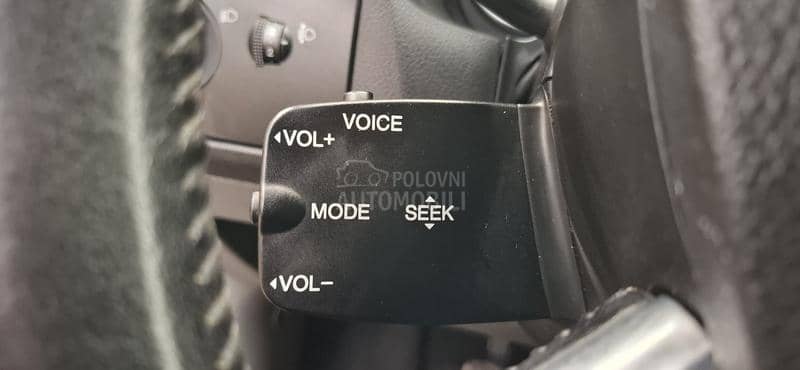 VOICE
VOL+
POLOVNI
AUTOMOBILI
MODE
SEEK
VOL−